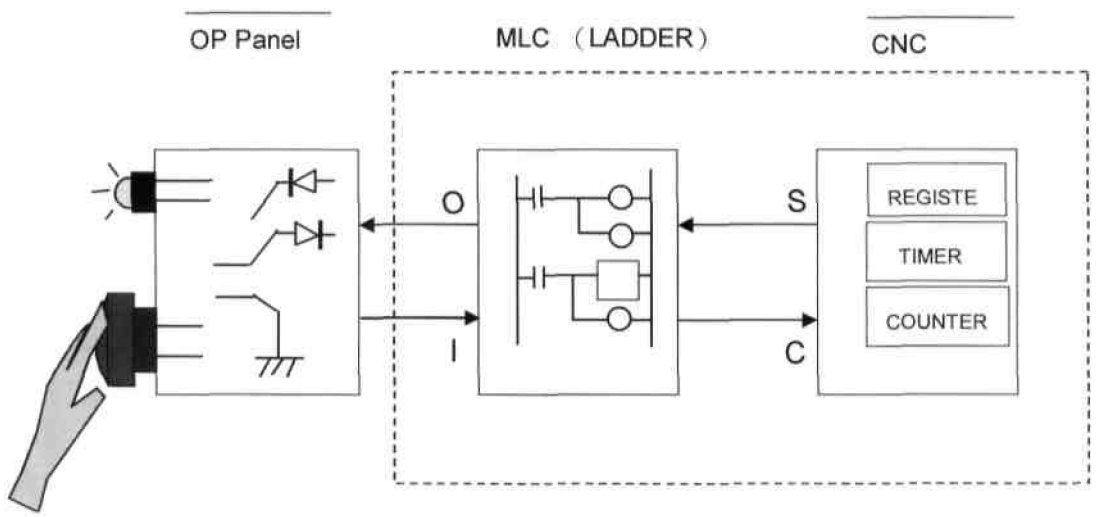 OP Panel
MLC （LADDER）
CNC
O
I
S
C
REGISTE
TIMER
COUNTER